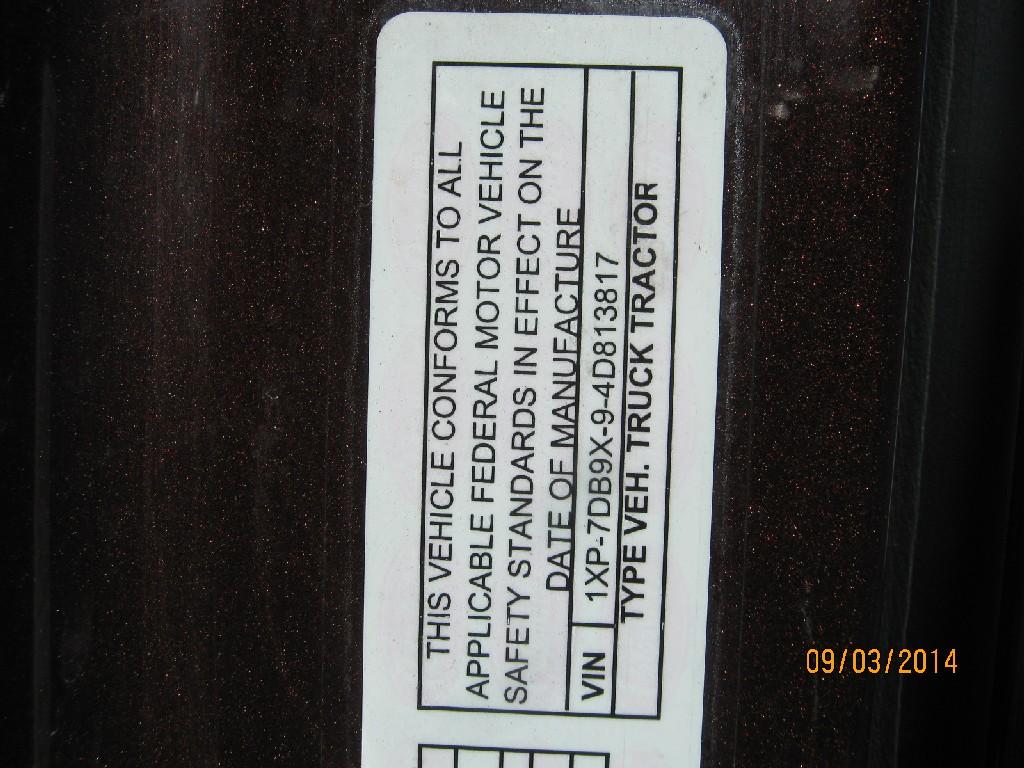 THIS VEHICLE CONFORMS TO ALL
APPLICABLE FEDERAL MOTOR VEHICLE
SAFETY STANDARDS IN EFFECT ON THE
DATE OF MANUFACTURE
VIN 1XP-7DB9X-9-4D813817
TYPE VEH. TRUCK TRACTOR
09/03/2014